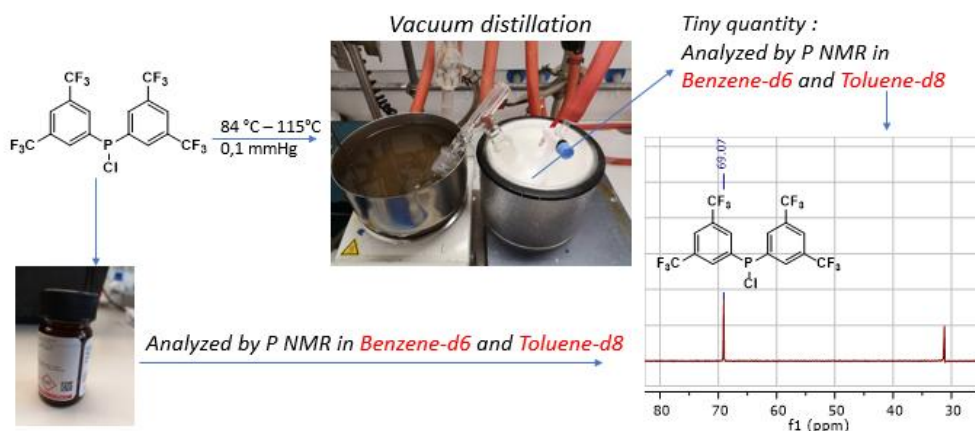 Vacuum distillation
Tiny quantity :
Analyzed by P NMR in
Benzene-d6 and Toluene-d8
CF3
CF3
F3C
P
CF3
Cl
84 °C – 115°C
0,1 mmHg
69.07
CF3
CF3
F3C
P
CF3
Cl
Analyzed by P NMR in Benzene-d6 and Toluene-d8
80
70
60
50
40
30
f1 (ppm)